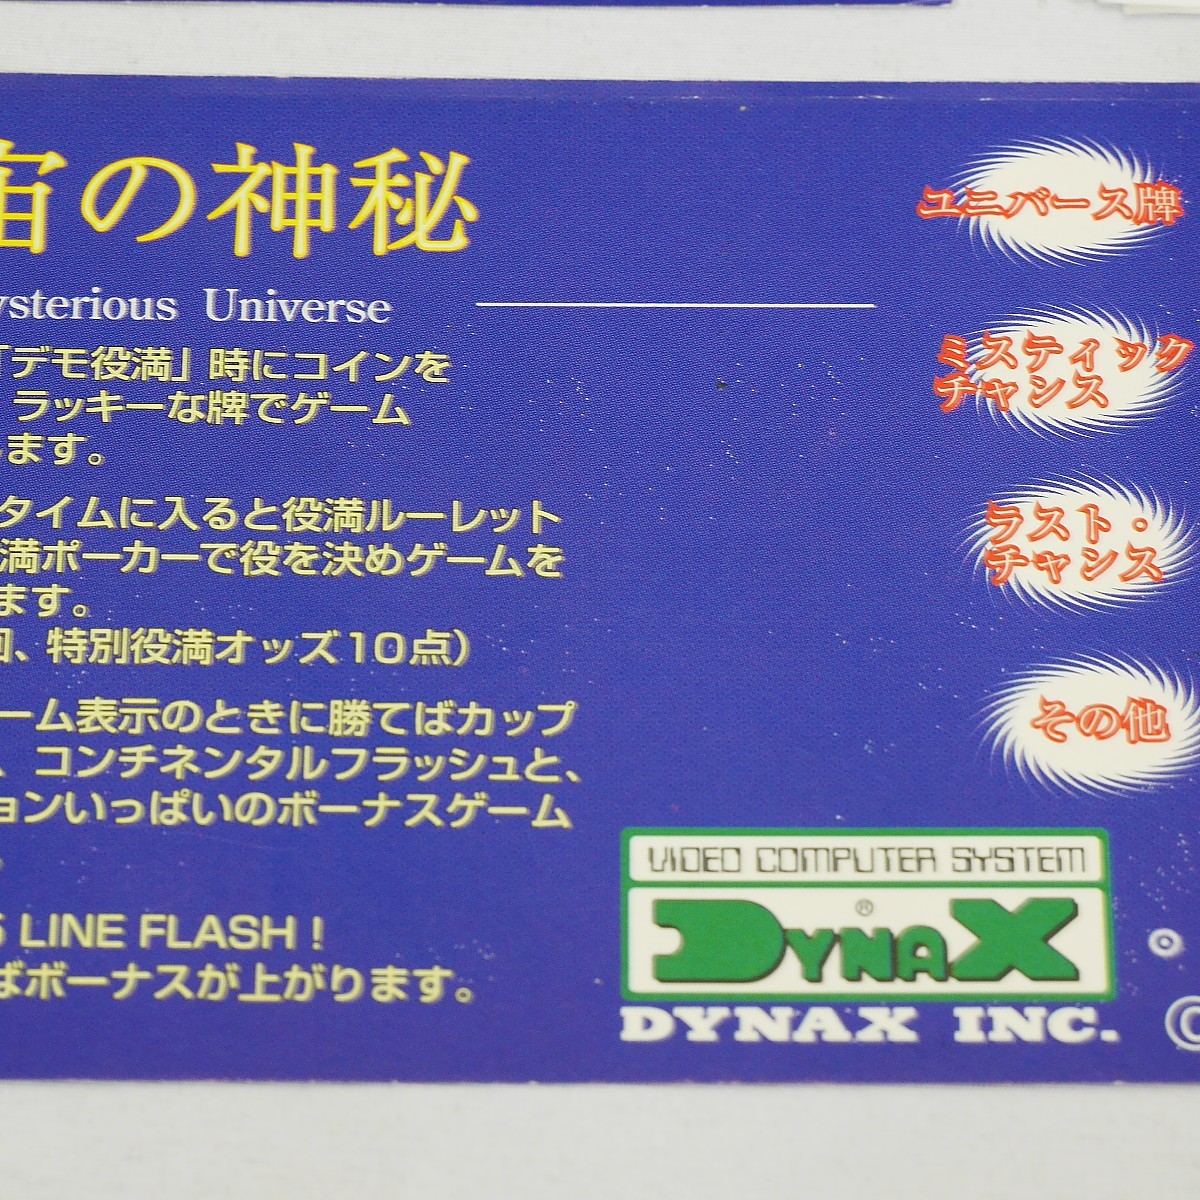 宙の神秘
ysterious Universe
「デモ役満」時にコインを
ラッキーな牌でゲーム
します。
タイムに入ると役満ルーレット
満ポーカーで役を決めゲームを
ます。
回、特別役満オッズ10点）
ーム表示のときに勝てばカップ
、コンチネンタルフラッシュと、
ョンいっぱいのボーナスゲーム
5 LINE FLASH！
ばボーナスが上がります。
ユニバース牌
ミスティック
チャンス
ラスト・
チャンス
その他
VIDEO COMPUTER SYSTEM
DYNAX®
DYNAX INC.
©